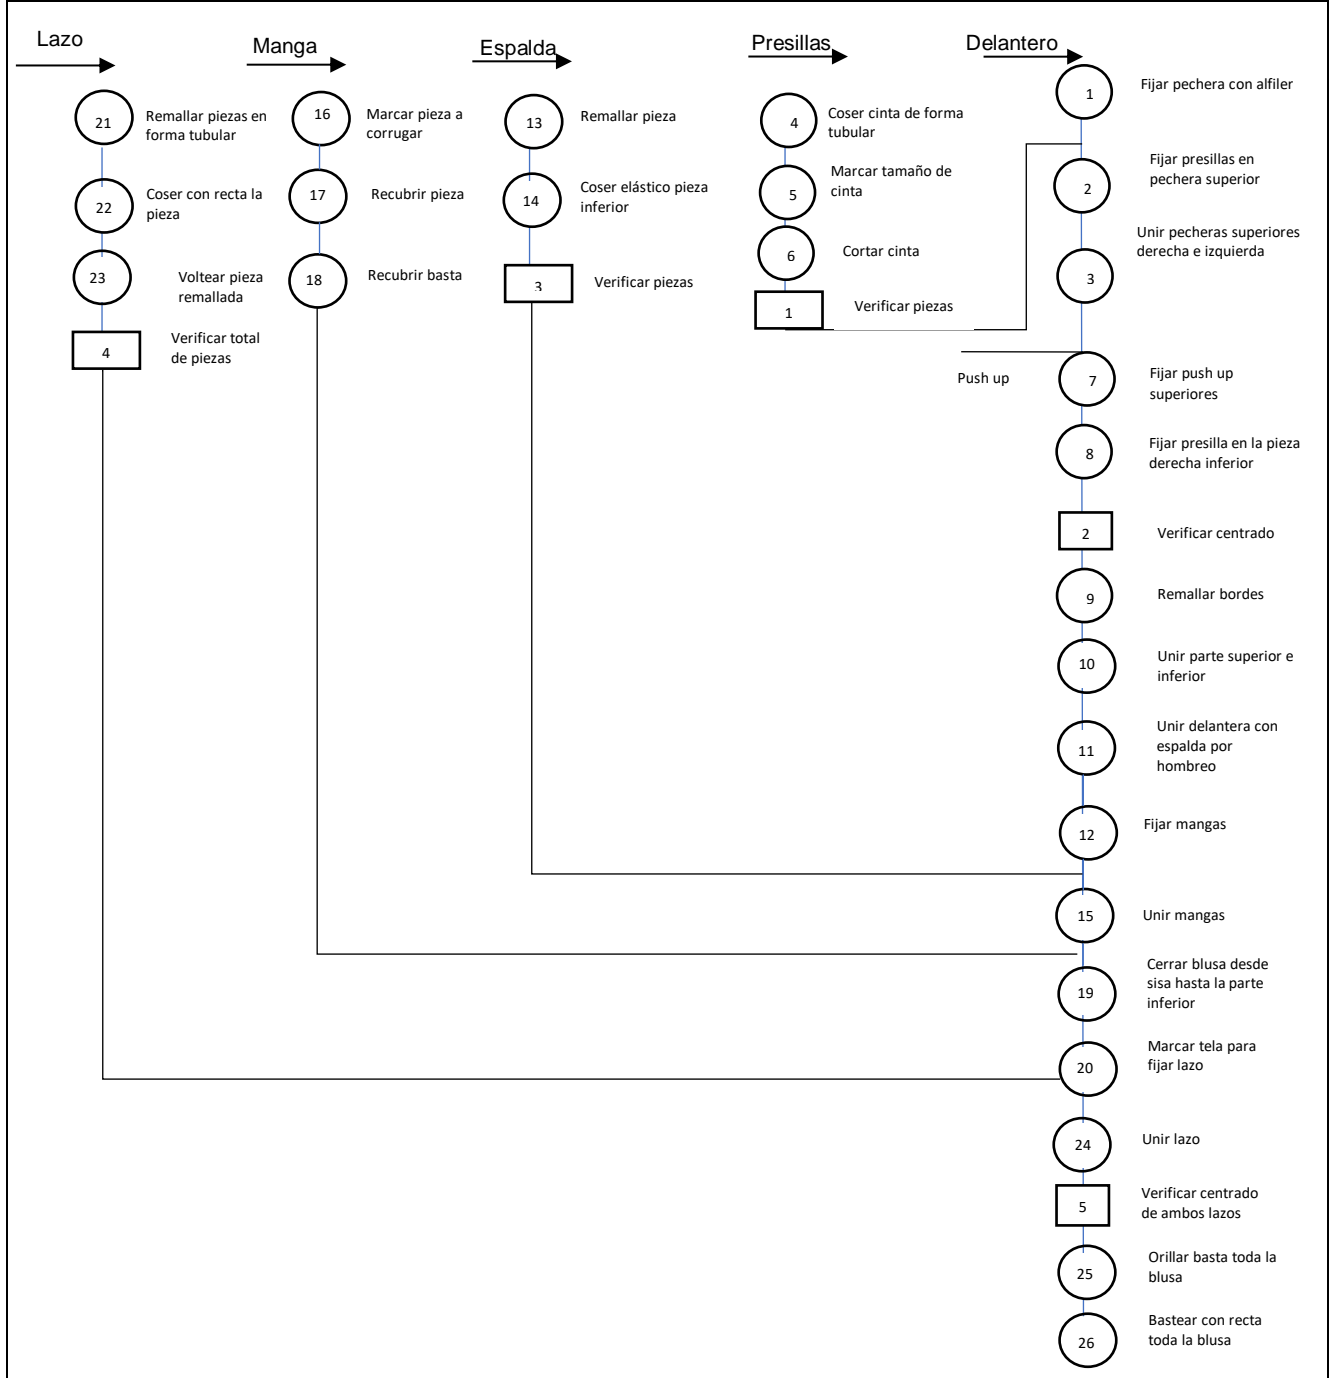 Lazo
21
Remallar piezas en
forma tubular
22
Coser con recta la
pieza
23
Voltear pieza
remallada
4
Verificar total
de piezas
Manga
16
Marcar pieza a
corrugar
17
Recubrir pieza
18
Recubrir basta
Espalda
13
Remallar pieza
14
Coser elástico pieza
inferior
3
Verificar piezas
Presillas
4
Coser cinta de forma
tubular
5
Marcar tamaño de
cinta
6
Cortar cinta
1
Verificar piezas
Delantero
1
Fijar pechera con alfiler
2
Fijar presillas en
pechera superior
3
Unir pecheras superiores
derecha e izquierda
Push up
7
Fijar push up
superiores
8
Fijar presilla en la pieza
derecha inferior
2
Verificar centrado
9
Remallar bordes
10
Unir parte superior e
inferior
11
Unir delantera con
espalda por
hombreo
12
Fijar mangas
15
Unir mangas
19
Cerrar blusa desde
sisa hasta la parte
inferior
20
Marcar tela para
fijar lazo
24
Unir lazo
5
Verificar centrado
de ambos lazos
25
Orillar basta toda la
blusa
26
Bastear con recta
toda la blusa